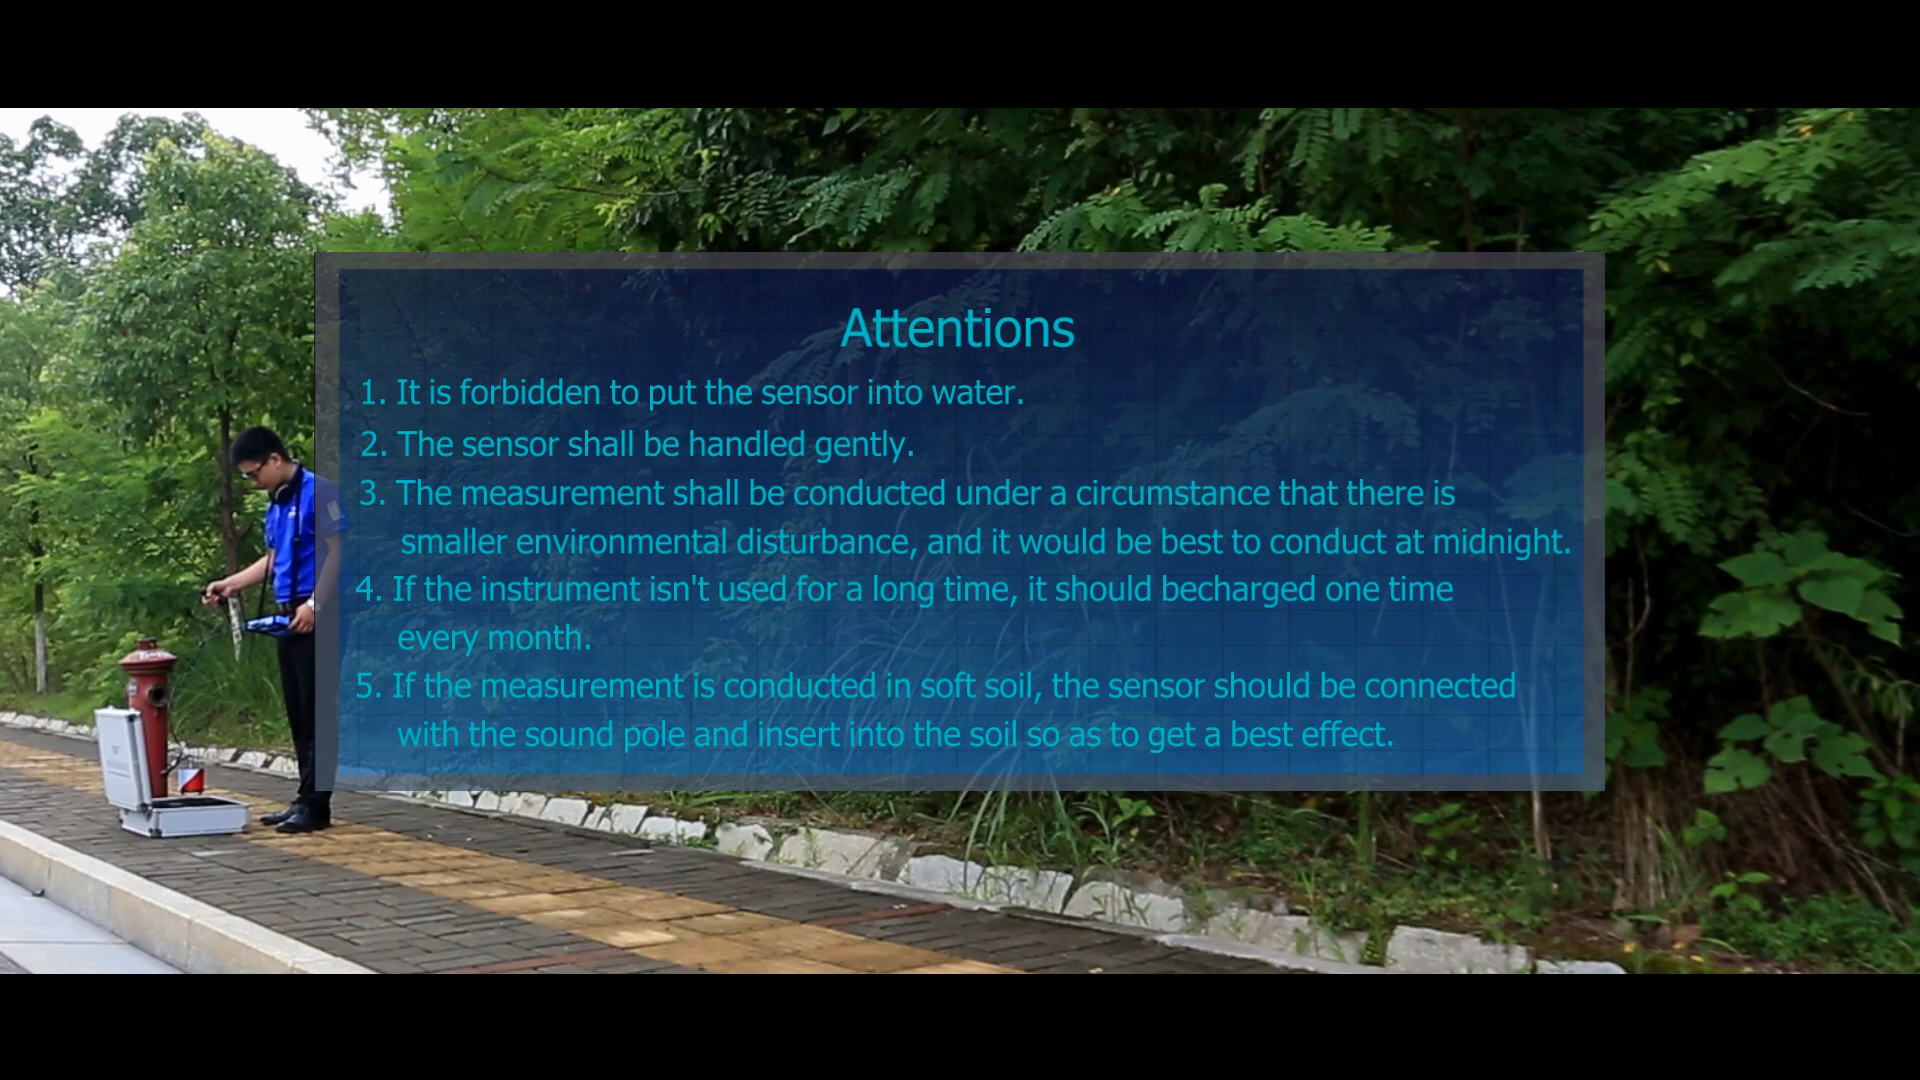 Attentions
1. It is forbidden to put the sensor into water.
2. The sensor shall be handled gently.
3. The measurement shall be conducted under a circumstance that there is
smaller environmental disturbance, and it would be best to conduct at midnight.
4. If the instrument isn't used for a long time, it should becharged one time
every month.
5. If the measurement is conducted in soft soil, the sensor should be connected
with the sound pole and insert into the soil so as to get a best effect.